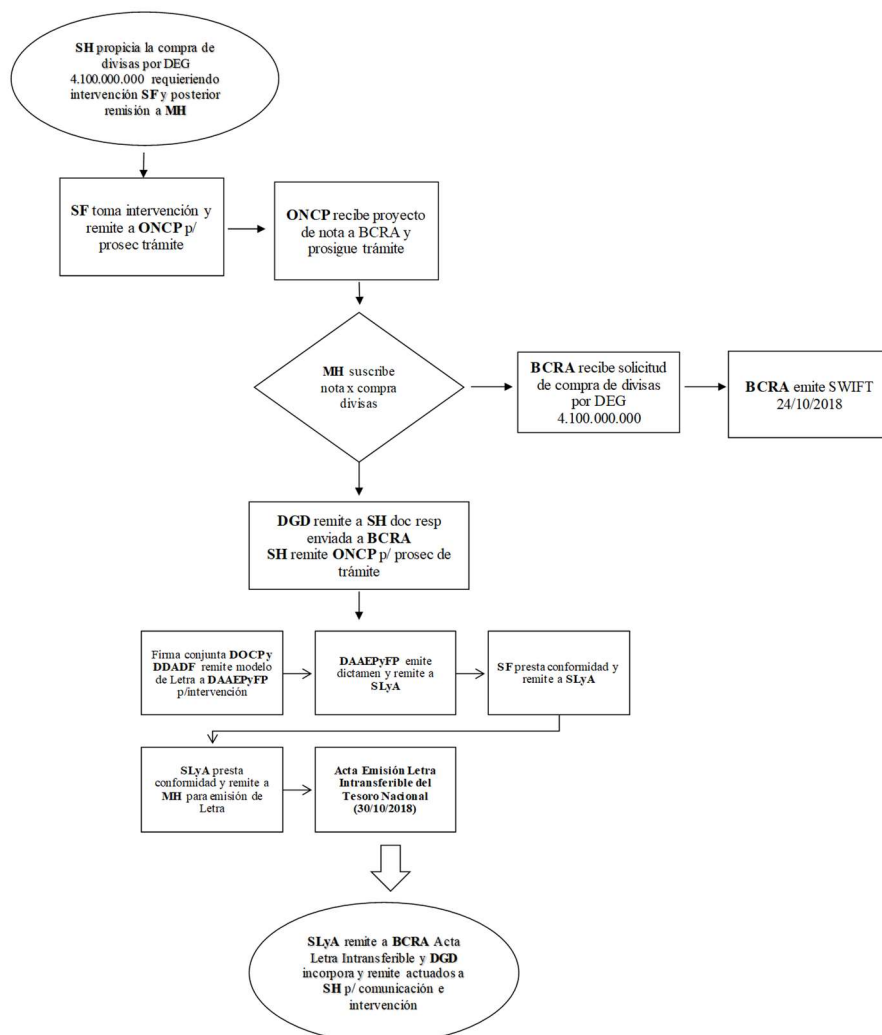 SH propicia la compra de
divisas por DEG
4.100.000.000 requieriendo
intervención SF y posterior
remisión a MH
SF toma intervención y
remite a ONCP p/
prosec trámite
ONCP recibe proyecto
de nota a BCRA y
prosigue trámite
MH suscribe
nota x compra
divisas
BCRA recibe solicitud
de compra de divisas
por DEG
4.100.000.000
BCRA emite SWIFT
24/10/2018
DGD remite a SH doc resp
enviada a BCRA
SH remite ONCP p/ prosec de
trámite
Firma conjunta DOCP y
DDADF remite modelo
de Letra a DAAEPyFP
p/intervención
DAAEPyFP emite
dictamen y remite a
SLyA
SF presta conformidad y
remite a SLyA
SLyA presta
conformidad y remite a
MH para emisión de
Letra
Acta Emisión Letra
Intransferible del
Tesoro Nacional
(30/10/2018)
SLyA remite a BCRA Acta
Letra Intransferible y DGD
incorpora y remite actuados a
SH p/ comunicación e
intervención